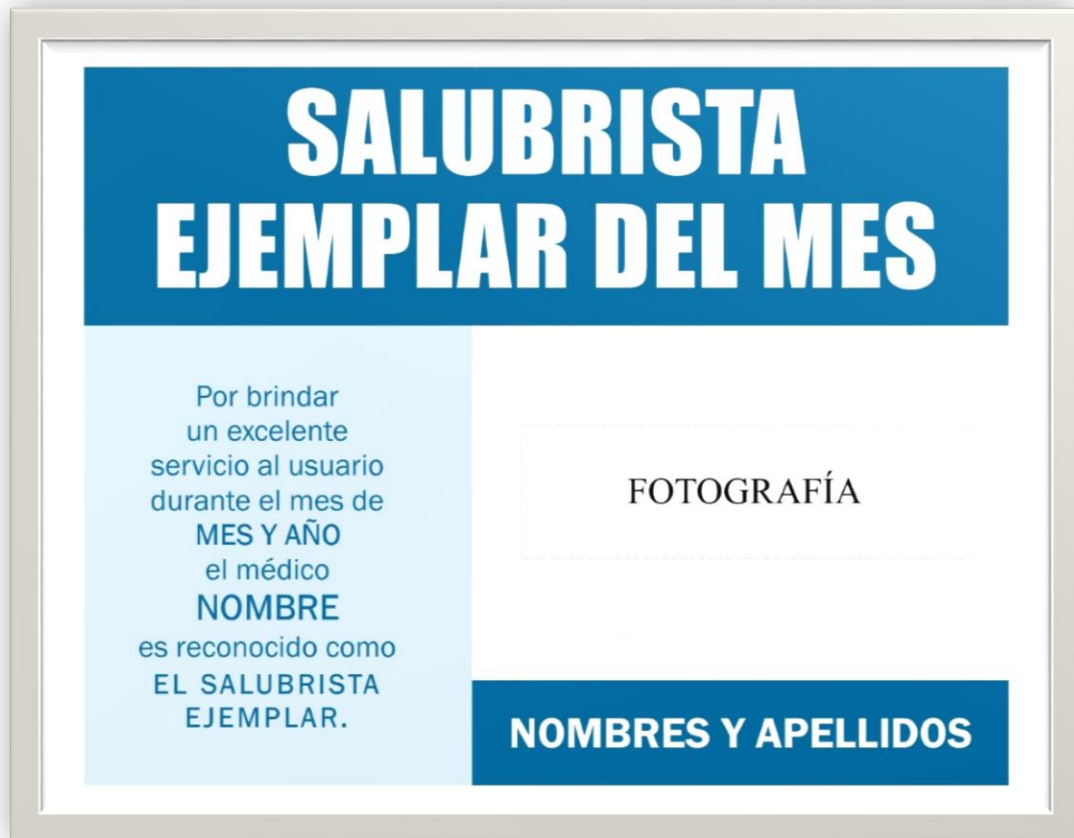 SALUBRISTA
EJEMPLAR DEL MES
Por brindar
un excelente
servicio al usuario
durante el mes de
MES Y AÑO
el médico
NOMBRE
es reconocido como
EL SALUBRISTA
EJEMPLAR.
FOTOGRAFÍA
NOMBRES Y APELLIDOS